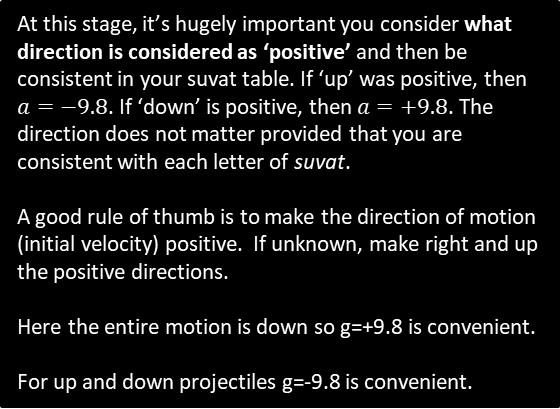 At this stage, it's hugely important you consider what
direction is considered as 'positive' and then be
consistent in your suvat table. If 'up' was positive, then
a = −9.8. If 'down' is positive, then a = +9.8. The
direction does not matter provided that you are
consistent with each letter of suvat.
A good rule of thumb is to make the direction of motion
(initial velocity) positive.  If unknown, make right and up
the positive directions.
Here the entire motion is down so g=+9.8 is convenient.
For up and down projectiles g=-9.8 is convenient.